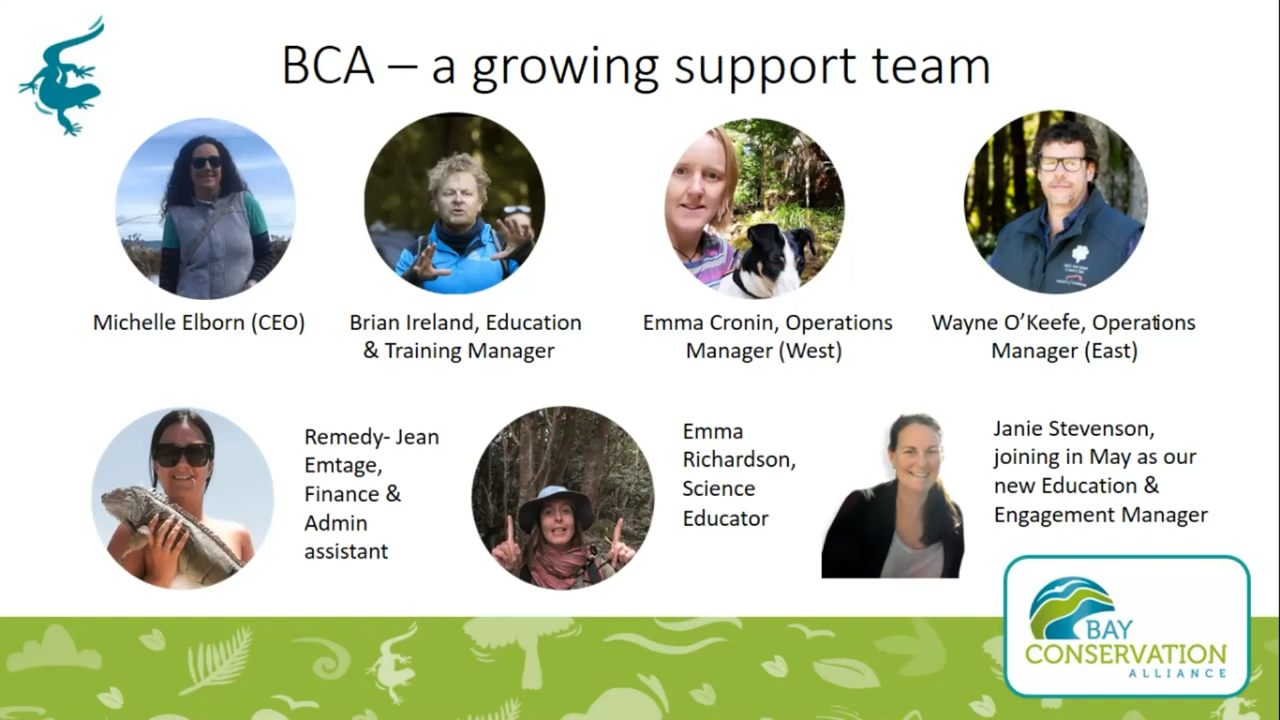 BCA – a growing support team
Michelle Elborn (CEO)
Brian Ireland, Education
& Training Manager
Emma Cronin, Operations
Manager (West)
Wayne O’Keefe, Operations
Manager (East)
Remedy- Jean
Emtage,
Finance &
Admin
assistant
Emma
Richardson,
Science
Educator
Janie Stevenson,
joining in May as our
new Education &
Engagement Manager
BAY
CONSERVATION
ALLIANCE